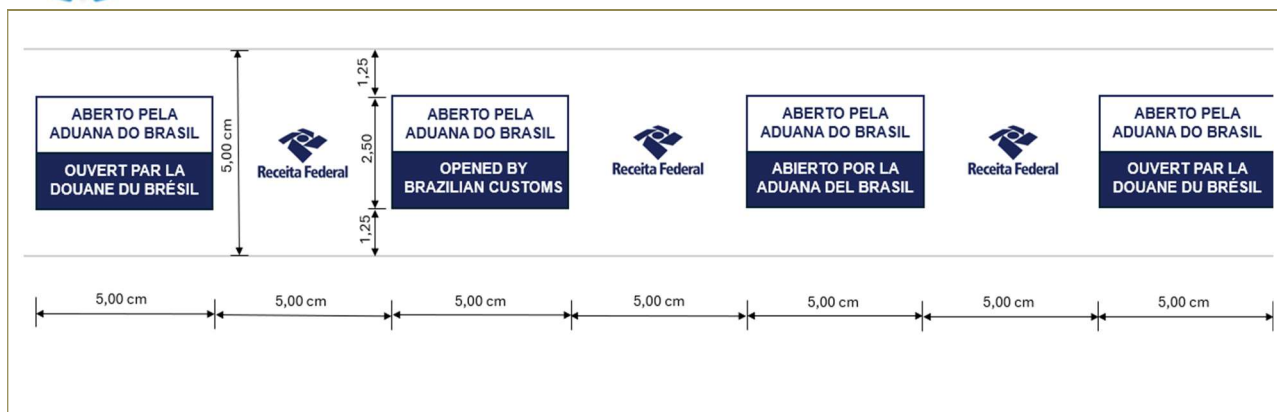 ABERTO PELA
ADUANA DO BRASIL
OUVERT PAR LA
DOUANE DU BRÉSIL
5,00 cm
Receita Federal
1,25
2,50
1,25
ABERTO PELA
ADUANA DO BRASIL
OPENED BY
BRAZILIAN CUSTOMS
Receita Federal
ABERTO PELA
ADUANA DO BRASIL
ABIERTO POR LA
ADUANA DEL BRASIL
Receita Federal
ABERTO PELA
ADUANA DO BRASIL
OUVERT PAR LA
DOUANE DU BRÉSIL
5,00 cm
5,00 cm
5,00 cm
5,00 cm
5,00 cm
5,00 cm
5,00 cm